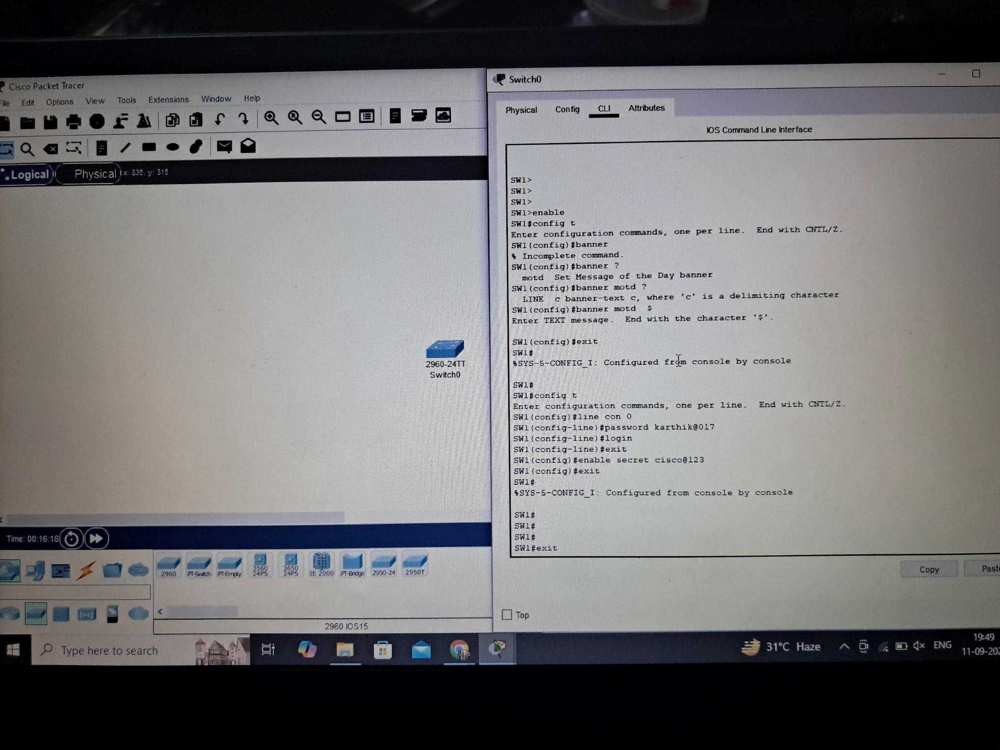 Cisco Packet Tracer
File Edit Options View Tools Extensions Window Help
Logical Physical x: 836, y: 315
2960-24TT
Switch0
Time: 00:16:18
2960 PT-Switch PT-Empty 3560 24PS 3650 24PS IE 2000 PT-Bridge 2950-24 2950T
2960 IOS15
Switch0
Physical Config CLI Attributes
IOS Command Line Interface
SW1>
SW1>
SW1>
SW1>enable
SW1#config t
Enter configuration commands, one per line. End with CNTL/Z.
SW1(config)#banner
% Incomplete command.
SW1(config)#banner ?
motd Set Message of the Day banner
SW1(config)#banner motd ?
LINE c banner-text c, where 'c' is a delimiting character
SW1(config)#banner motd $
Enter TEXT message. End with the character '$'.
SW1(config)#exit
SW1#
%SYS-5-CONFIG_I: Configured from console by console
SW1#
SW1#config t
Enter configuration commands, one per line. End with CNTL/Z.
SW1(config)#line con 0
SW1(config-line)#password karthik@017
SW1(config-line)#login
SW1(config-line)#exit
SW1(config)#enable secret cisco@123
SW1(config)#exit
SW1#
%SYS-5-CONFIG_I: Configured from console by console
SW1#
SW1#
SW1#
SW1#exit
Copy Paste
Top
Type here to search
31°C Haze
ENG
19:49
11-09-202